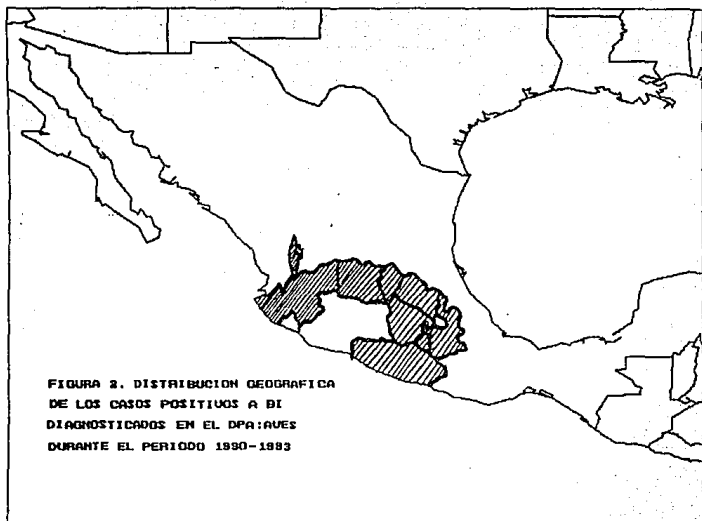 FIGURA 2. DISTRIBUCION GEOGRAFICA
DE LOS CASOS POSITIVOS A BI
DIAGNOSTICADOS EN EL DPA:AVES
DURANTE EL PERIODO 1990-1993